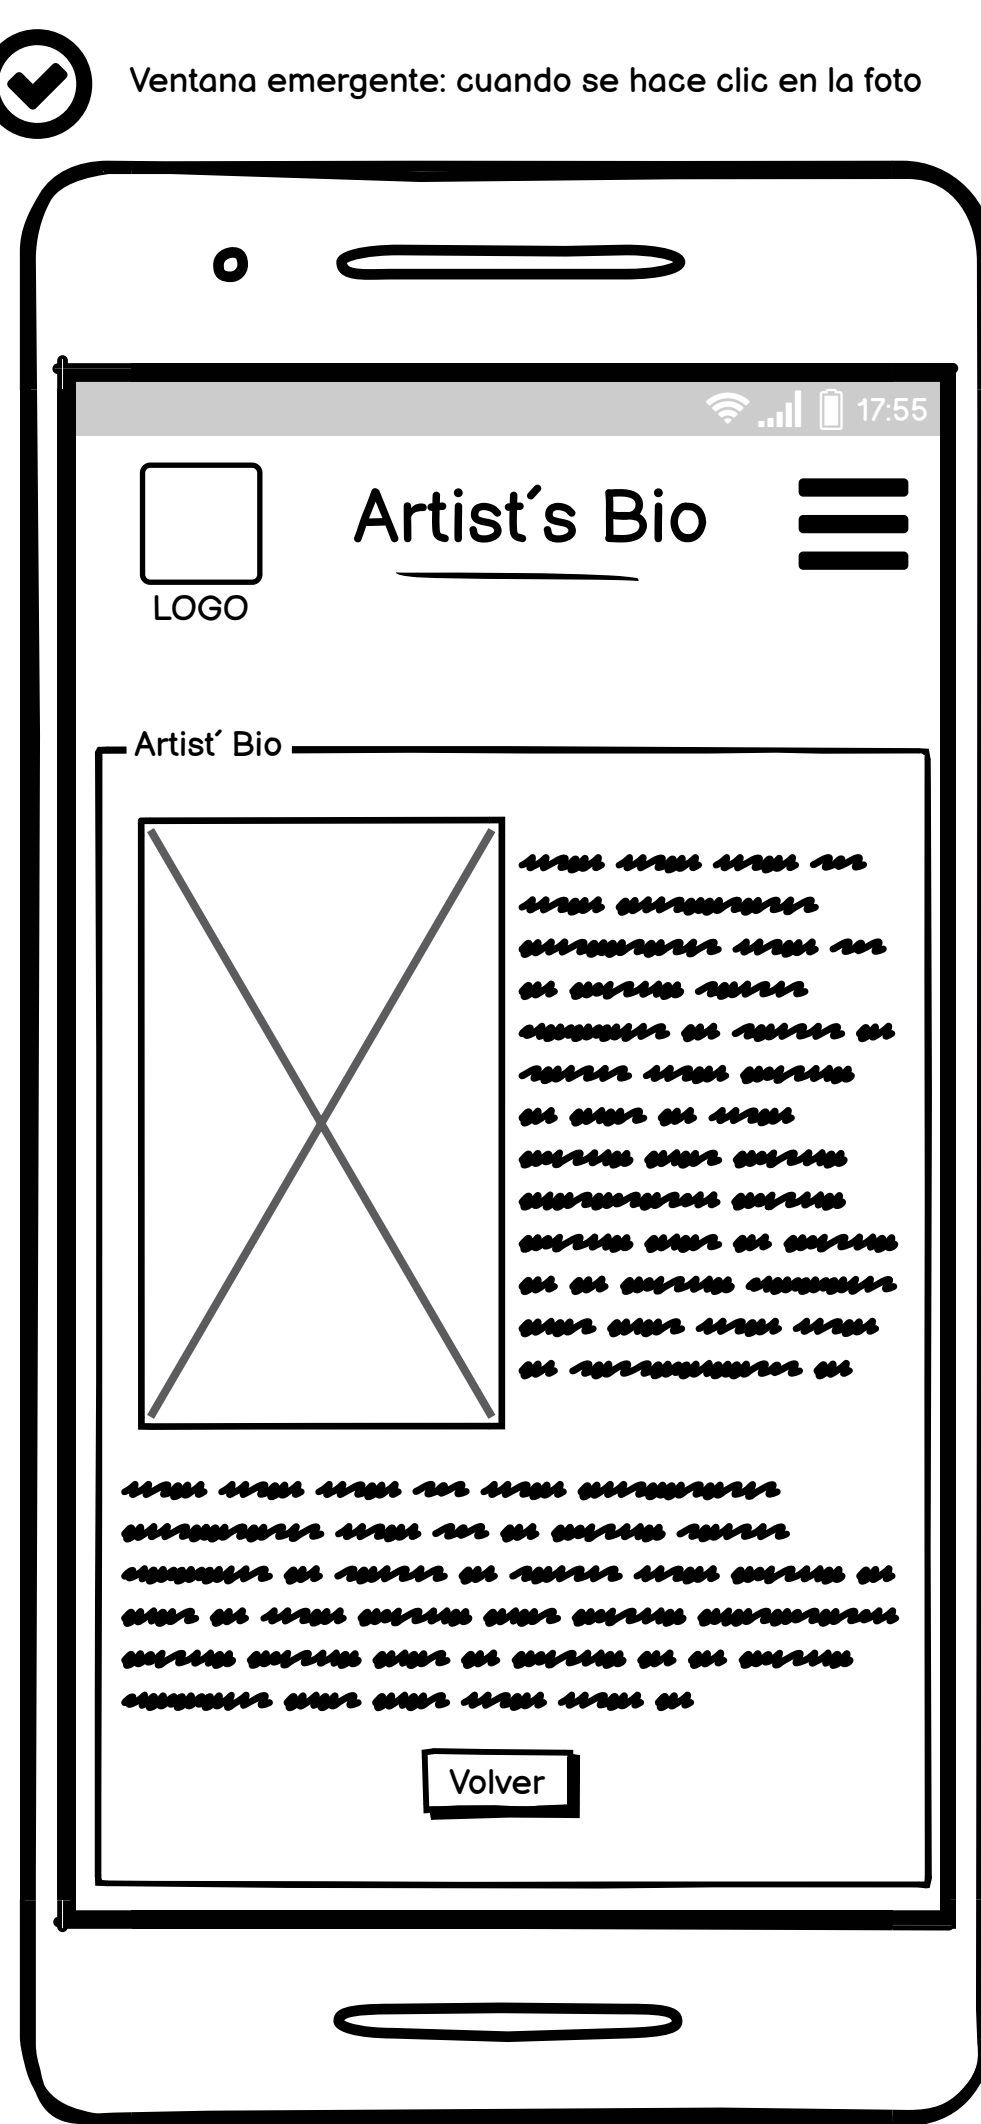 Ventana emergente: cuando se hace clic en la foto
17:55
Artist´s Bio
LOGO
Artist´ Bio
Volver